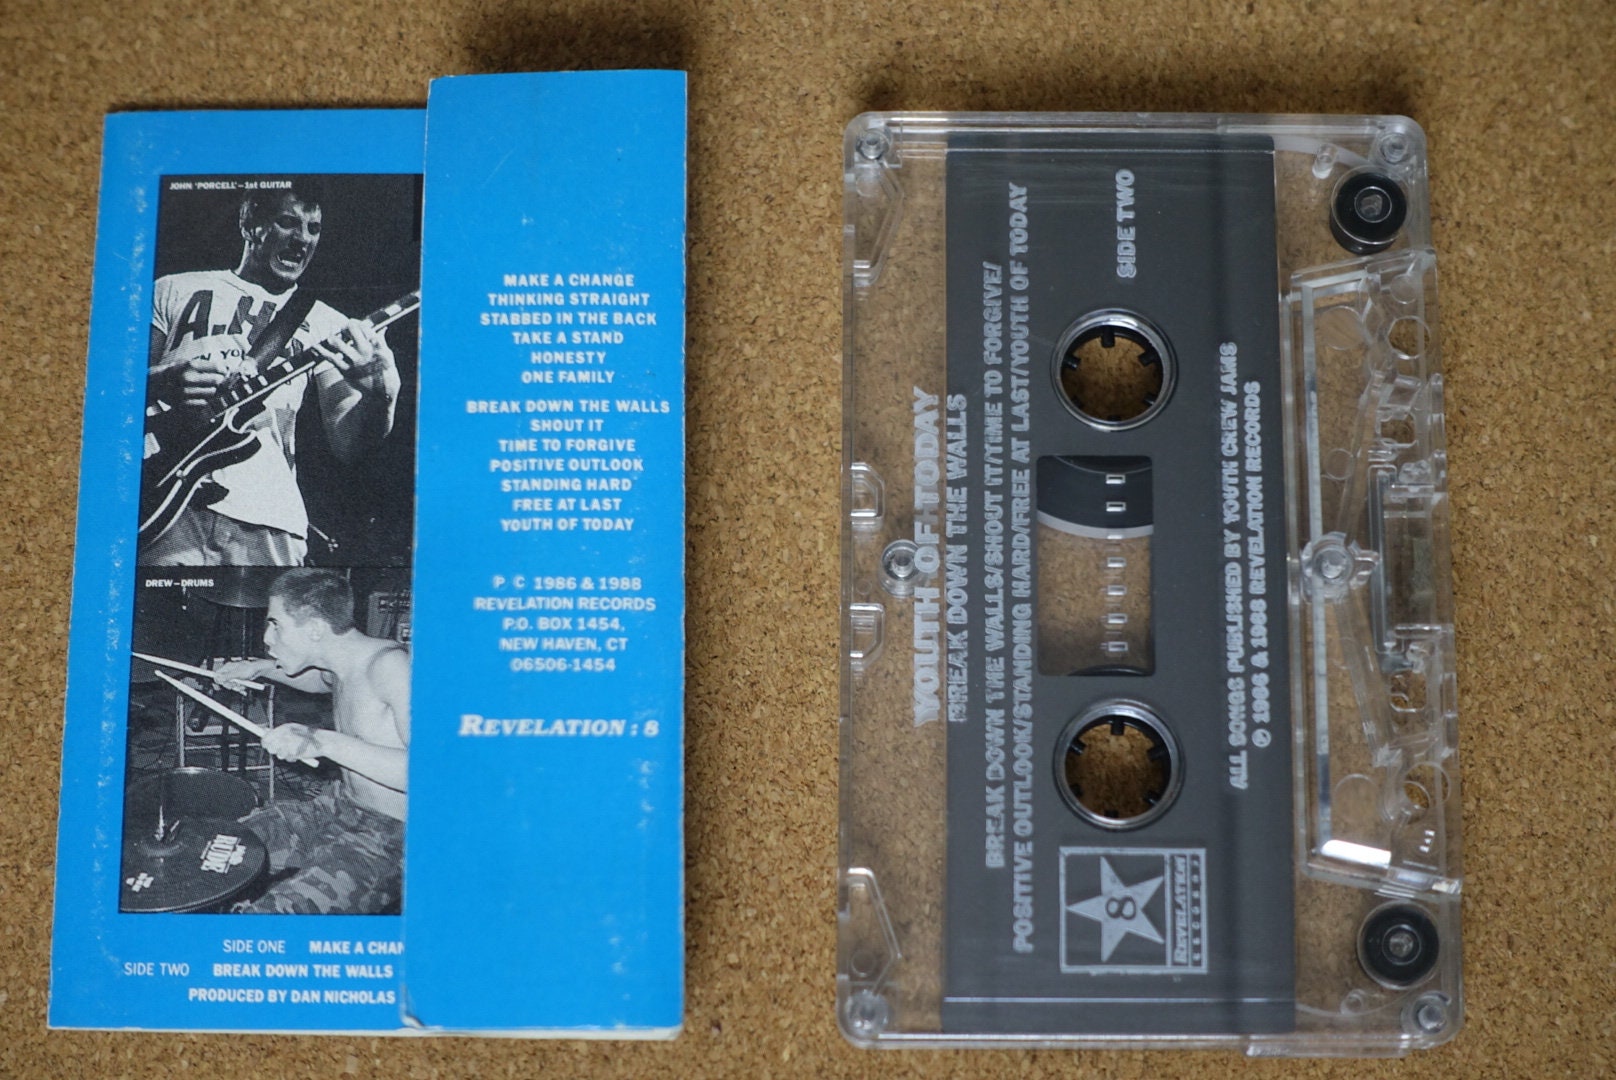 JOHN 'PORCELL'–1st GUITAR
DREW–DRUMS
SIDE ONE MAKE A CHAN
SIDE TWO BREAK DOWN THE WALLS
PRODUCED BY DAN NICHOLAS
MAKE A CHANGE
THINKING STRAIGHT
STABBED IN THE BACK
TAKE A STAND
HONESTY
ONE FAMILY
BREAK DOWN THE WALLS
SHOUT IT
TIME TO FORGIVE
POSITIVE OUTLOOK
STANDING HARD
FREE AT LAST
YOUTH OF TODAY
P C 1986 & 1988
REVELATION RECORDS
P.O. BOX 1454,
NEW HAVEN, CT
06506-1454
REVELATION : 8
YOUTH OF TODAY
BREAK DOWN THE WALLS
BREAK DOWN THE WALLS/SHOUT IT/TIME TO FORGIVE/
POSITIVE OUTLOOK/STANDING HARD/FREE AT LAST/YOUTH OF TODAY
SIDE TWO
8
REVELATION
RECORDS
ALL SONGS PUBLISHED BY YOUTH CREW JAMS
© 1986 & 1988 REVELATION RECORDS